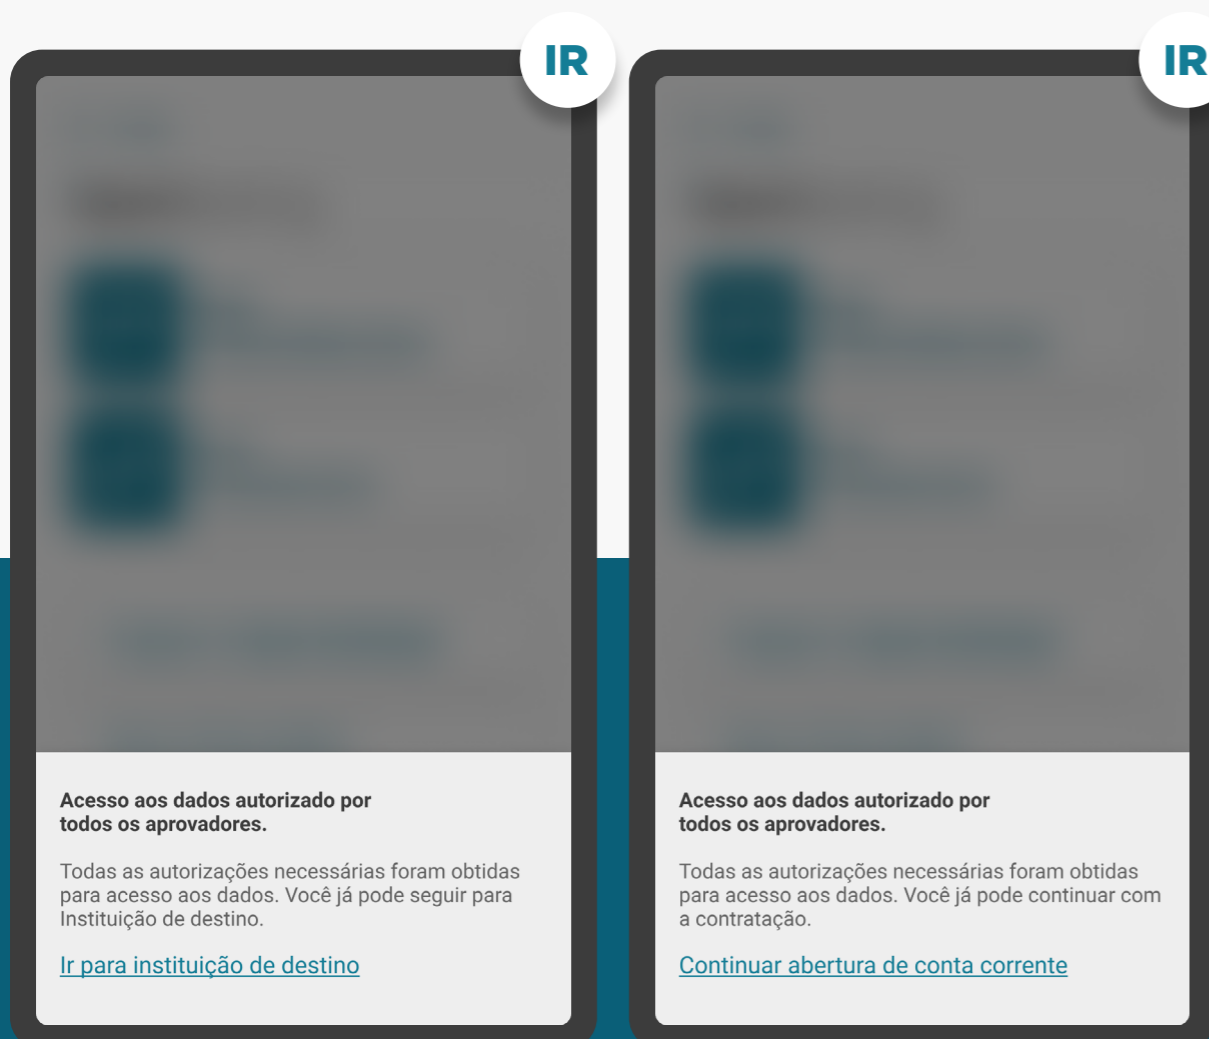 IR
Acesso aos dados autorizado por
todos os aprovadores.
Todas as autorizações necessárias foram obtidas
para acesso aos dados. Você já pode seguir para
Instituição de destino.
Ir para instituição de destino
IR
Acesso aos dados autorizado por
todos os aprovadores.
Todas as autorizações necessárias foram obtidas
para acesso aos dados. Você já pode continuar com
a contratação.
Continuar abertura de conta corrente